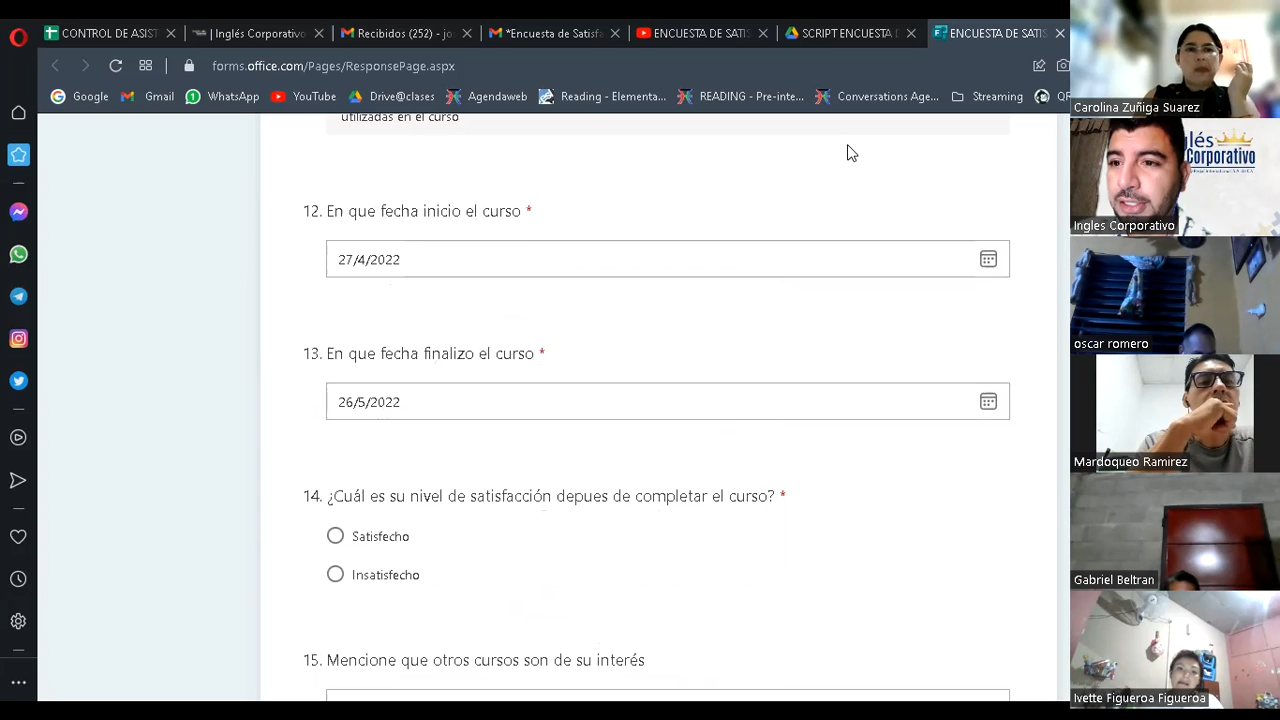 CONTROL DE ASIST
| Inglés Corporativo
Recibidos (252) - jo
*Encuesta de Satisfa
ENCUESTA DE SATIS
SCRIPT ENCUESTA D
ENCUESTA DE SATIS
forms.office.com/Pages/ResponsePage.aspx
Google
Gmail
WhatsApp
YouTube
Drive@clases
Agendaweb
Reading - Elementa...
READING - Pre-inte...
Conversations Age...
Streaming
QR
utilizadas en el curso
12. En que fecha inicio el curso *
27/4/2022
13. En que fecha finalizo el curso *
26/5/2022
14. ¿Cuál es su nivel de satisfacción depues de completar el curso? *
Satisfecho
Insatisfecho
15. Mencione que otros cursos son de su interés
Carolina Zuñiga Suarez
glés
Corporativo
Ingles Corporativo
oscar romero
Mardoqueo Ramirez
Gabriel Beltran
Ivette Figueroa Figueroa